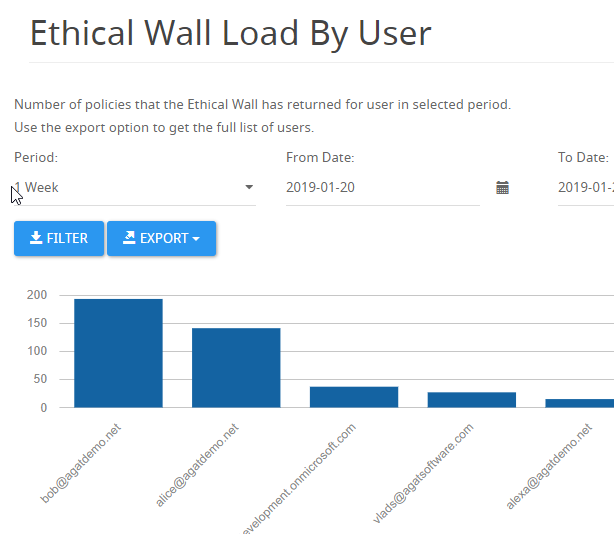 Ethical Wall Load By User
Number of policies that the Ethical Wall has returned for user in selected period.
Use the export option to get the full list of users.
Period: From Date: To Date:
1 Week 2019-01-20 2019-01-2
FILTER EXPORT
200
150
100
50
0
bob@agatdemo.net
alice@agatdemo.net
evelopment.onmicrosoft.com
vlads@agatsoftware.com
alexa@agatdemo.net